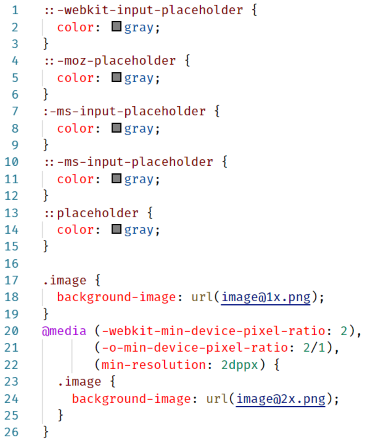 1 ::-webkit-input-placeholder {
2   color: gray;
3 }
4 ::-moz-placeholder {
5   color: gray;
6 }
7 :-ms-input-placeholder {
8   color: gray;
9 }
10 ::-ms-input-placeholder {
11   color: gray;
12 }
13 ::placeholder {
14   color: gray;
15 }
16
17 .image {
18   background-image: url(image@1x.png);
19 }
20 @media (-webkit-min-device-pixel-ratio: 2),
21        (-o-min-device-pixel-ratio: 2/1),
22        (min-resolution: 2dppx) {
23   .image {
24     background-image: url(image@2x.png);
25   }
26 }